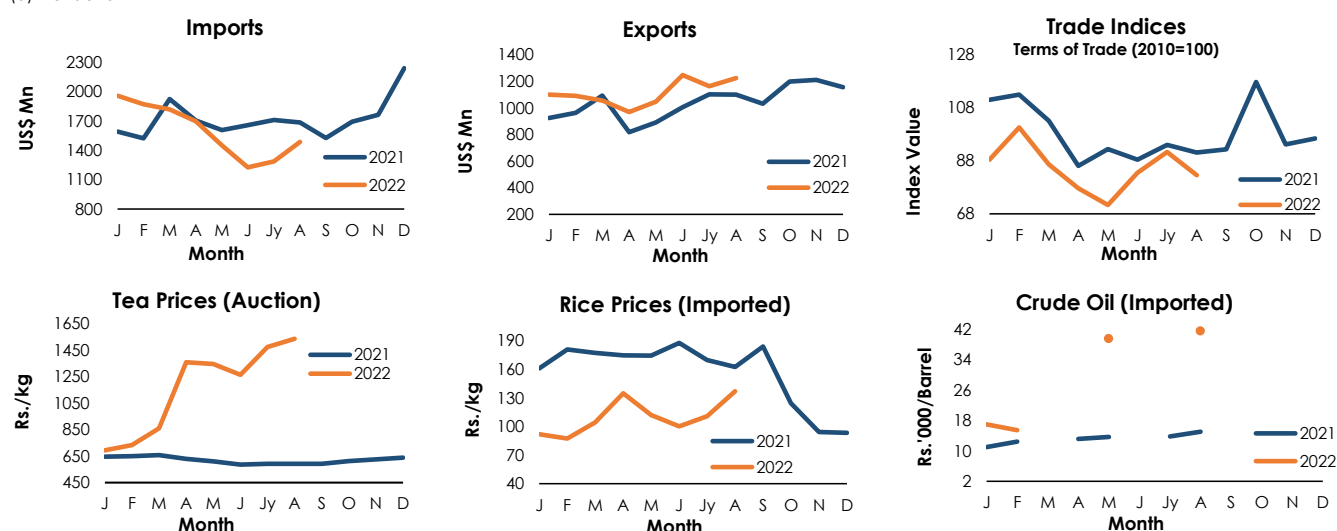 Imports
US$ Mn
2300
2000
1700
1400
1100
800
2021
2022
J F M A M J Jy A S O N D
Month
Exports
US$ Mn
1400
1200
1000
800
600
400
200
2021
2022
J F M A M J Jy A S O N D
Month
Trade Indices
Terms of Trade (2010=100)
Index Value
128
108
88
68
2021
2022
J F M A M J Jy A S O N D
Month
Tea Prices (Auction)
Rs./kg
1650
1450
1250
1050
850
650
450
2021
2022
J F M A M J Jy A S O N D
Month
Rice Prices (Imported)
Rs./kg
190
160
130
100
70
40
2021
2022
J F M A M J Jy A S O N D
Month
Crude Oil (Imported)
Rs.'000/Barrel
42
34
26
18
10
2
2021
2022
J F M A M J Jy A S O N D
Month